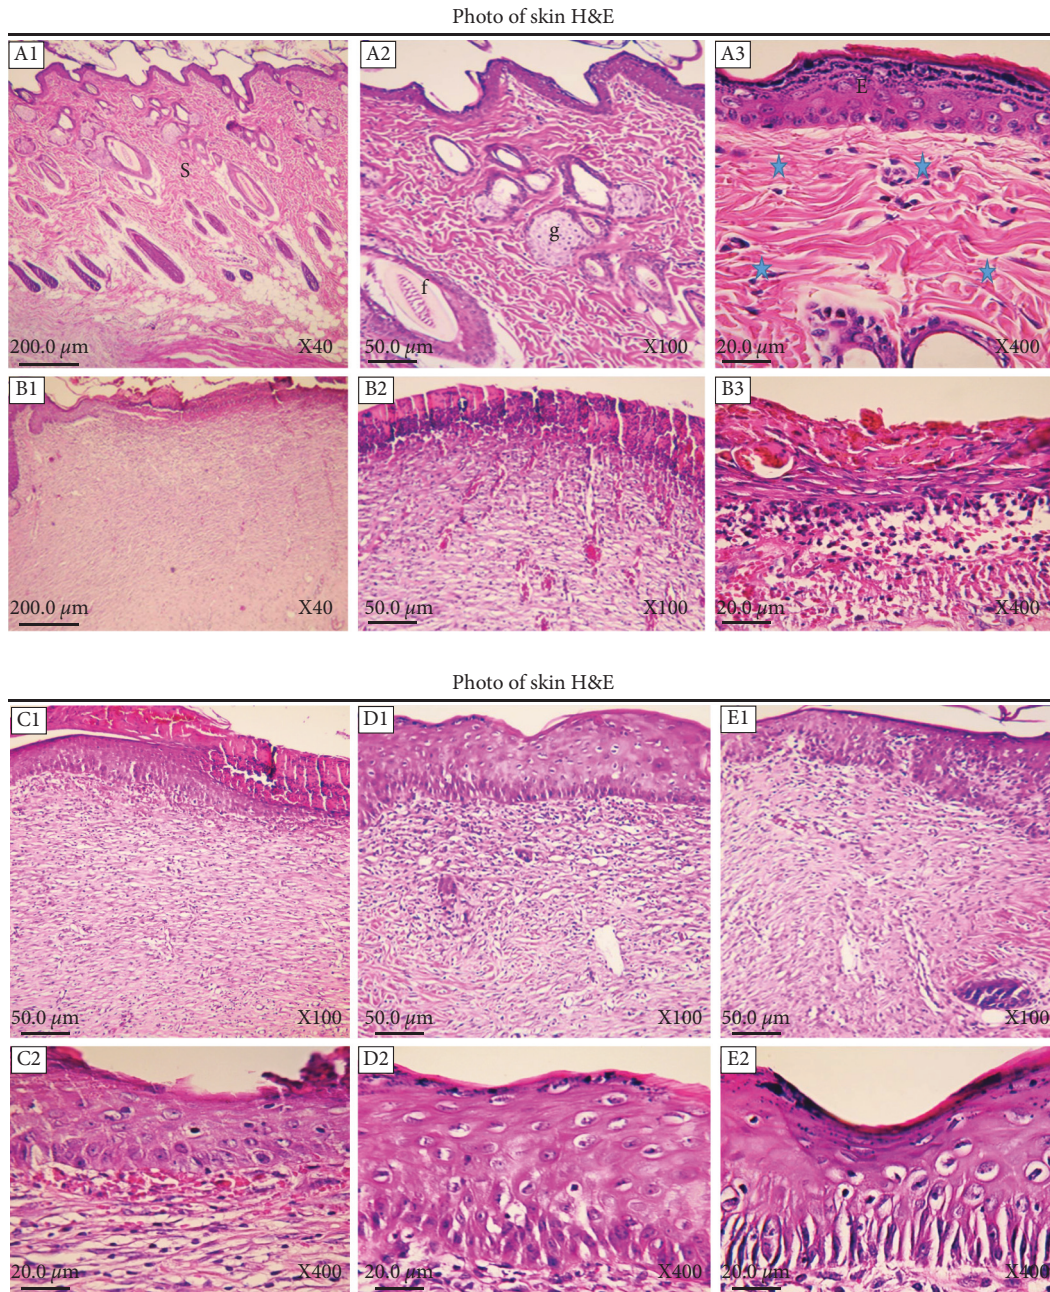 Photo of skin H&E
A1
A2
A3
S
g
f
E
200.0 µm
X40
50.0 µm
X100
20.0 µm
X400
B1
B2
B3
200.0 µm
X40
50.0 µm
X100
20.0 µm
X400
Photo of skin H&E
C1
D1
E1
50.0 µm
X100
50.0 µm
X100
50.0 µm
X100
C2
D2
E2
20.0 µm
X400
20.0 µm
X400
20.0 µm
X400